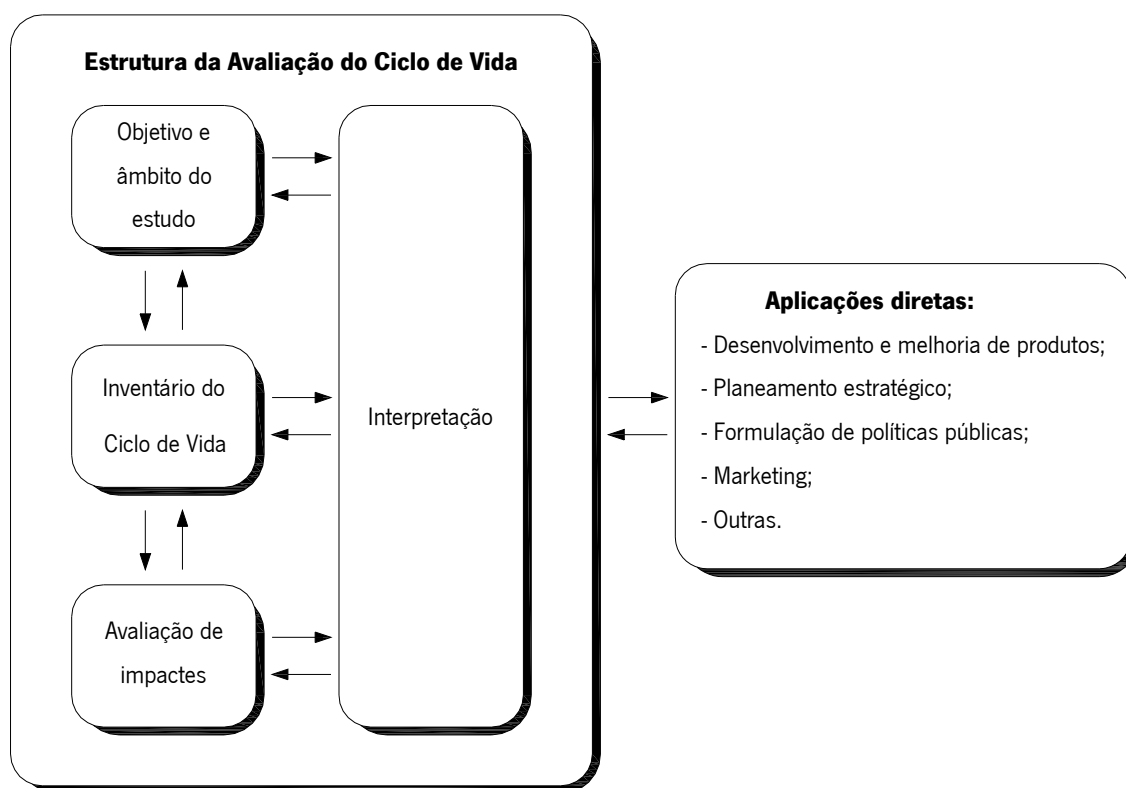 Estrutura da Avaliação do Ciclo de Vida
Objetivo e
âmbito do
estudo
Inventário do
Ciclo de Vida
Avaliação de
impactes
Interpretação
Aplicações diretas:
- Desenvolvimento e melhoria de produtos;
- Planeamento estratégico;
- Formulação de políticas públicas;
- Marketing;
- Outras.